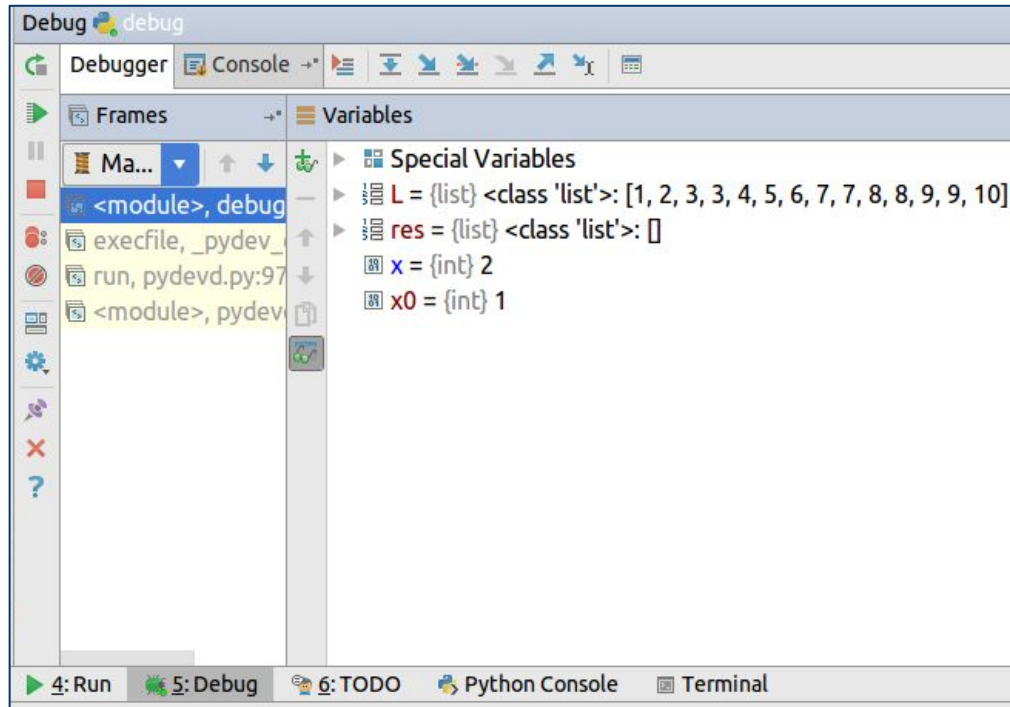 Debug debug
Debugger Console
Frames
Variables
Ma...
<module>, debug
execfile, _pydev_
run, pydevd.py:97
<module>, pydev
Special Variables
L = {list} <class 'list'>: [1, 2, 3, 3, 4, 5, 6, 7, 7, 8, 8, 9, 9, 10]
res = {list} <class 'list'>: []
x = {int} 2
x0 = {int} 1
4: Run 5: Debug 6: TODO Python Console Terminal